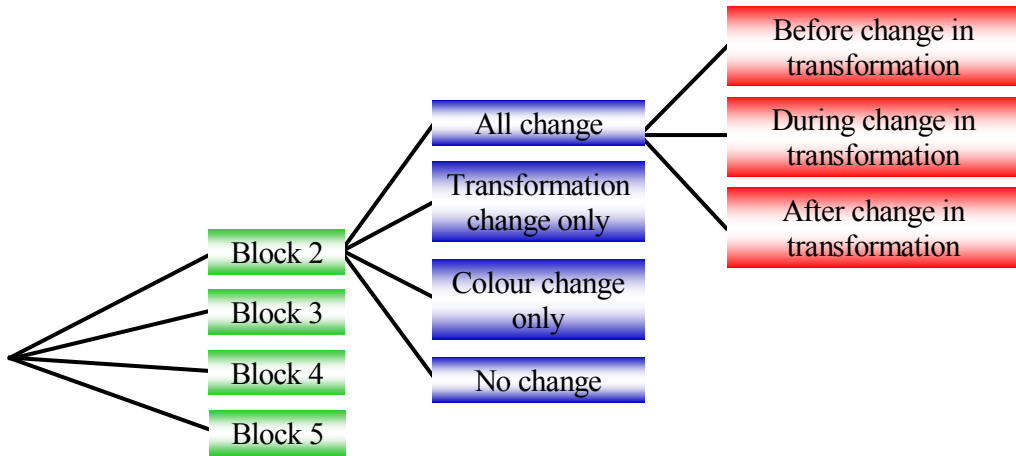 Block 2
Block 3
Block 4
Block 5
All change
Transformation
change only
Colour change
only
No change
Before change in
transformation
During change in
transformation
After change in
transformation